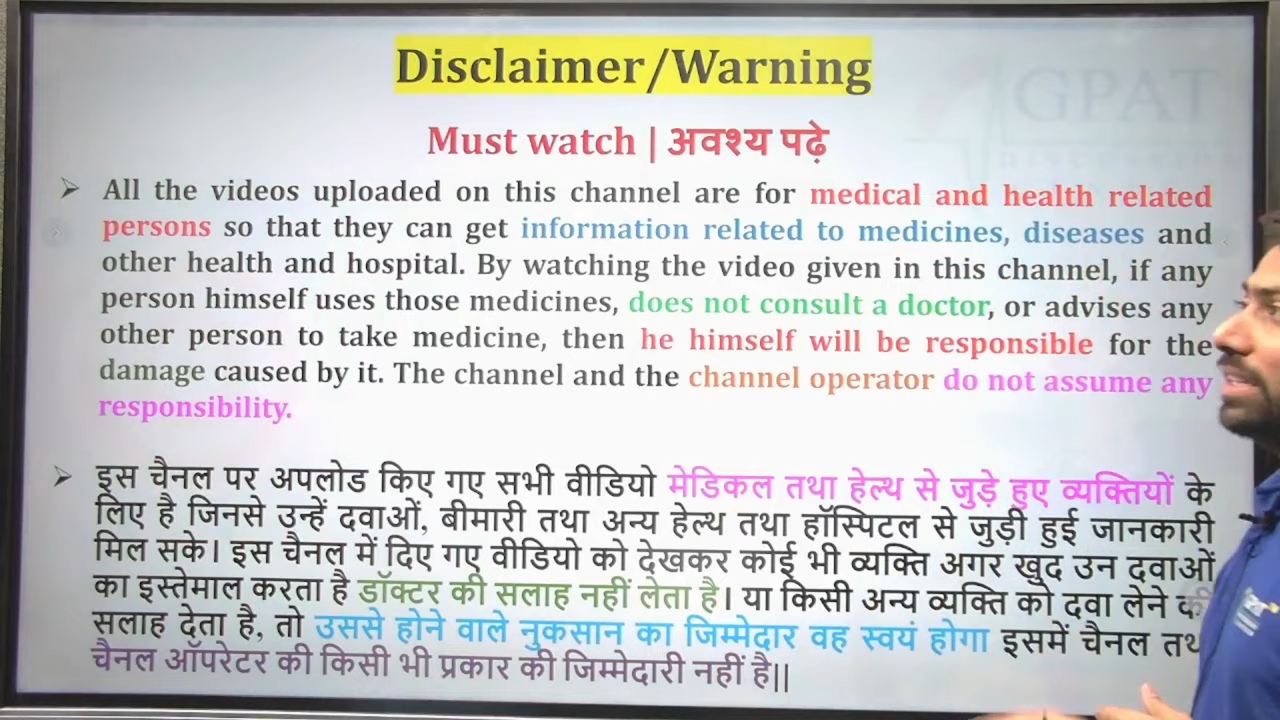 Disclaimer/Warning
GPAT
Must watch | अवश्य पढ़े
➤ All the videos uploaded on this channel are for medical and health related
persons so that they can get information related to medicines, diseases and
other health and hospital. By watching the video given in this channel, if any
person himself uses those medicines, does not consult a doctor, or advises any
other person to take medicine, then he himself will be responsible for the
damage caused by it. The channel and the channel operator do not assume any
responsibility.
➤ इस चैनल पर अपलोड किए गए सभी वीडियो मेडिकल तथा हेल्थ से जुड़े हुए व्यक्तियों के
लिए है जिनसे उन्हें दवाओं, बीमारी तथा अन्य हेल्थ तथा हॉस्पिटल से जुड़ी हुई जानकारी
मिल सके। इस चैनल में दिए गए वीडियो को देखकर कोई भी व्यक्ति अगर खुद उन दवाओं
का इस्तेमाल करता है डॉक्टर की सलाह नहीं लेता है। या किसी अन्य व्यक्ति को दवा लेने
सलाह देता है, तो उससे होने वाले नुकसान का जिम्मेदार वह स्वयं होगा इसमें चैनल
चैनल ऑपरेटर की किसी भी प्रकार की जिम्मेदारी नहीं है||